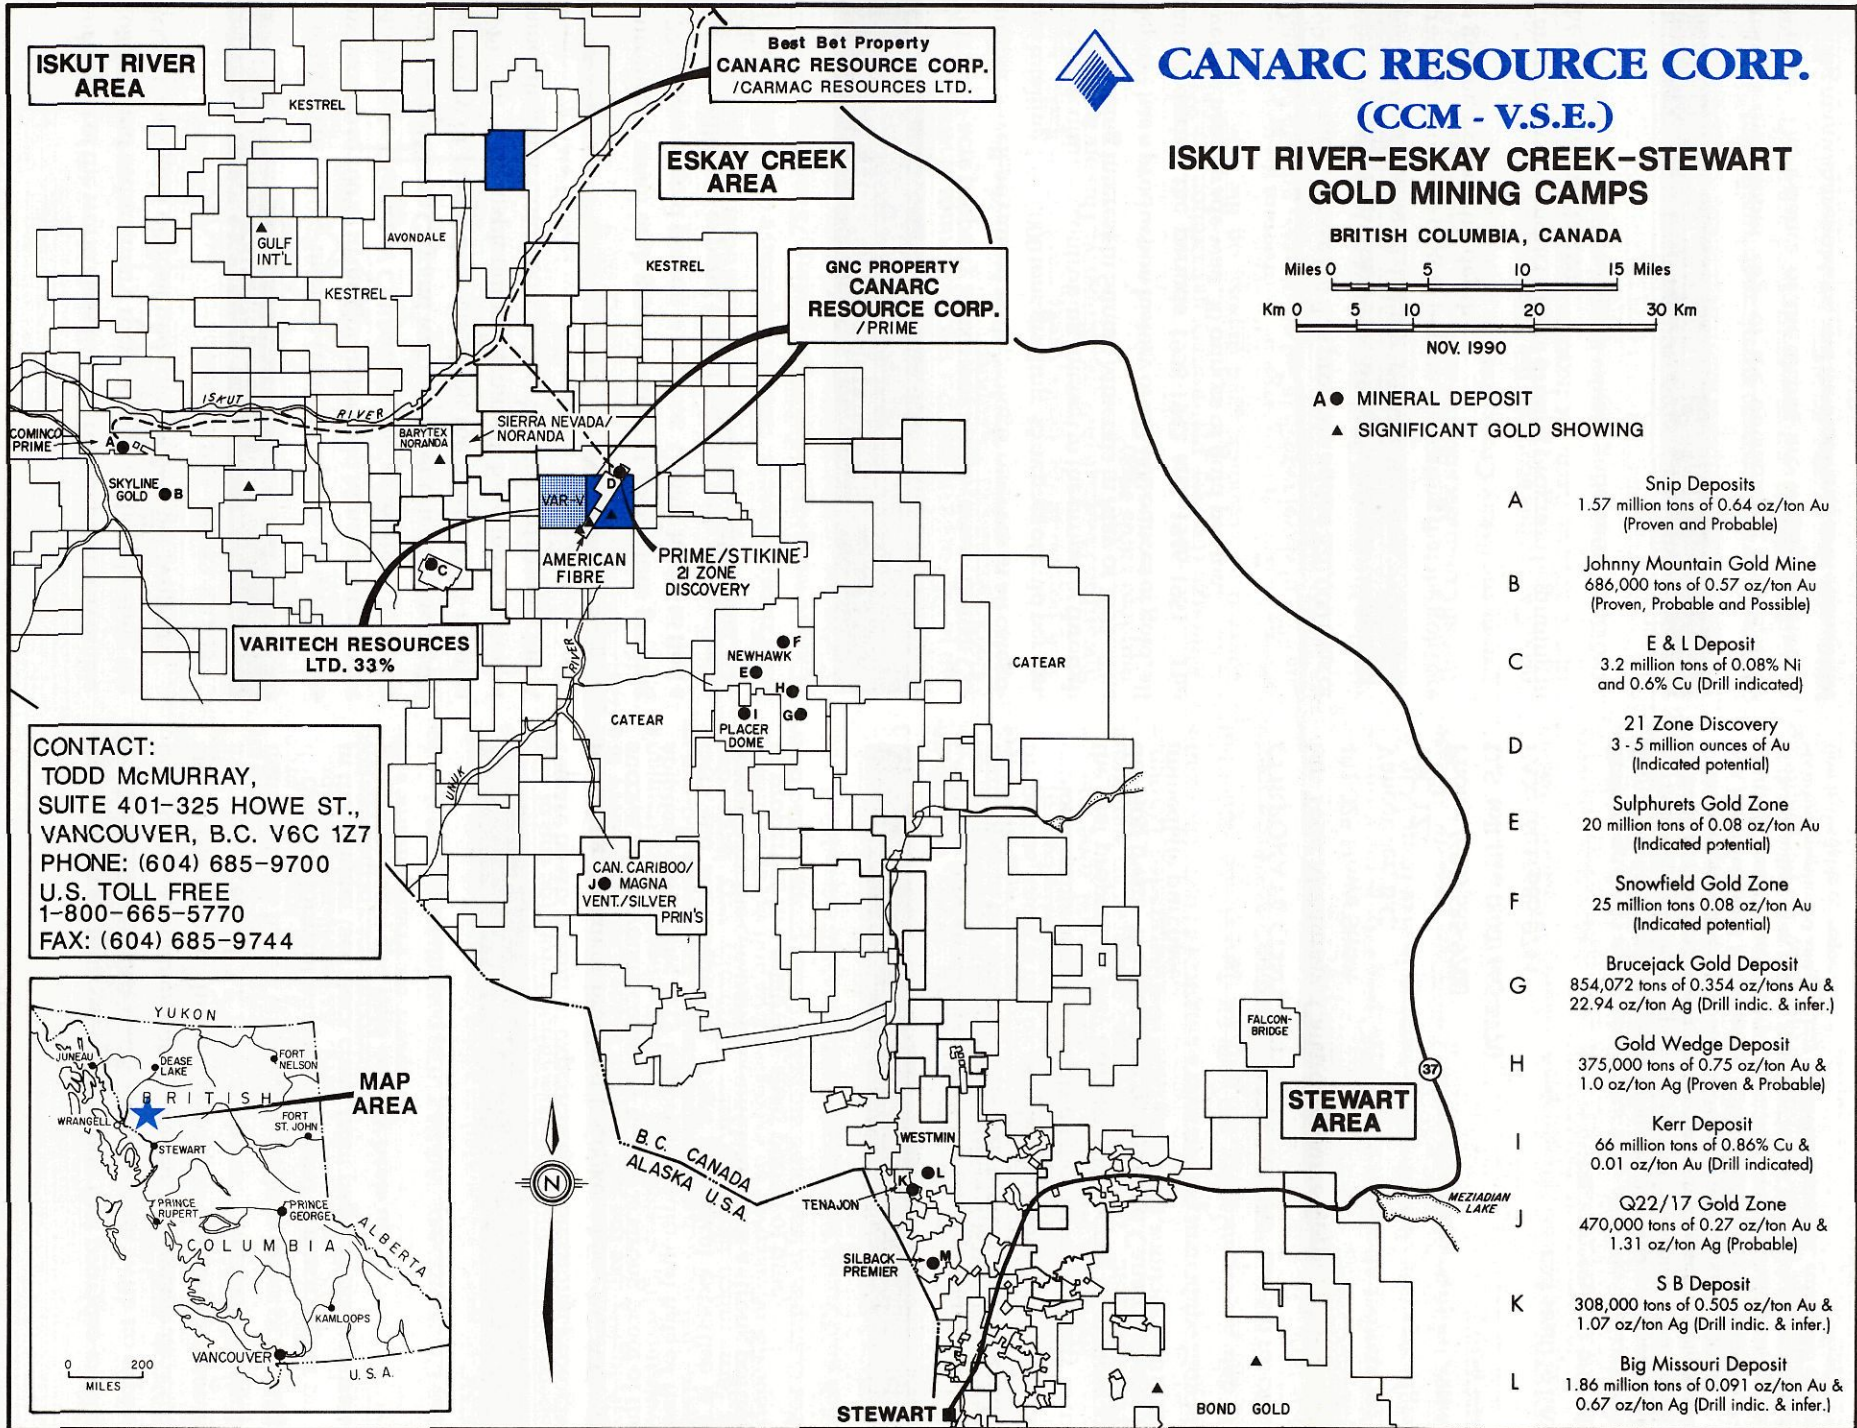 ISKUT RIVER
AREA
KESTREL
Best Bet Property
CANARC RESOURCE CORP.
/CARMAC RESOURCES LTD.
ESKAY CREEK
AREA
CANARC RESOURCE CORP.
(CCM - V.S.E.)
ISKUT RIVER-ESKAY CREEK-STEWART
GOLD MINING CAMPS
BRITISH COLUMBIA, CANADA
Miles 0 5 10 15 Miles
Km 0 5 10 20 30 Km
NOV. 1990
A MINERAL DEPOSIT
SIGNIFICANT GOLD SHOWING
GULF
INT'L
AVONDALE
KESTREL
KESTREL
GNC PROPERTY
CANARC
RESOURCE CORP.
/PRIME
ISKUT RIVER
COMINCO
PRIME
A
SKYLINE
GOLD
B
BARYTEX
NORANDA
SIERRA NEVADA/
NORANDA
VAR-V
D
C
AMERICAN
FIBRE
PRIME/STIKINE
21 ZONE
DISCOVERY
VARITECH RESOURCES
LTD. 33%
UNUK RIVER
F
NEWHAWK
E
H
I
G
PLACER
DOME
CATEAR
CATEAR
CONTACT:
TODD McMURRAY,
SUITE 401-325 HOWE ST.,
VANCOUVER, B.C. V6C 1Z7
PHONE: (604) 685-9700
U.S. TOLL FREE
1-800-665-5770
FAX: (604) 685-9744
CAN. CARIBOO/
J MAGNA
VENT./SILVER
PRIN'S
FALCON-
BRIDGE
37
STEWART
AREA
WESTMIN
L
K
TENAJON
SILBACK
PREMIER
M
B.C. CANADA
ALASKA U.S.A.
N
MEZIADIAN
LAKE
BOND GOLD
STEWART
YUKON
JUNEAU
DEASE
LAKE
FORT
NELSON
BRITISH
MAP
AREA
WRANGELL
FORT
ST. JOHN
STEWART
PRINCE
RUPERT
PRINCE
GEORGE
COLUMBIA
ALBERTA
KAMLOOPS
VANCOUVER
U.S.A.
0 200
MILES
A
Snip Deposits
1.57 million tons of 0.64 oz/ton Au
(Proven and Probable)
B
Johnny Mountain Gold Mine
686,000 tons of 0.57 oz/ton Au
(Proven, Probable and Possible)
C
E & L Deposit
3.2 million tons of 0.08% Ni
and 0.6% Cu (Drill indicated)
D
21 Zone Discovery
3 - 5 million ounces of Au
(Indicated potential)
E
Sulphurets Gold Zone
20 million tons of 0.08 oz/ton Au
(Indicated potential)
F
Snowfield Gold Zone
25 million tons 0.08 oz/ton Au
(Indicated potential)
G
Brucejack Gold Deposit
854,072 tons of 0.354 oz/tons Au &
22.94 oz/ton Ag (Drill indic. & infer.)
H
Gold Wedge Deposit
375,000 tons of 0.75 oz/ton Au &
1.0 oz/ton Ag (Proven & Probable)
I
Kerr Deposit
66 million tons of 0.86% Cu &
0.01 oz/ton Au (Drill indicated)
J
Q22/17 Gold Zone
470,000 tons of 0.27 oz/ton Au &
1.31 oz/ton Ag (Probable)
K
S B Deposit
308,000 tons of 0.505 oz/ton Au &
1.07 oz/ton Ag (Drill indic. & infer.)
L
Big Missouri Deposit
1.86 million tons of 0.091 oz/ton Au &
0.67 oz/ton Ag (Drill indic. & infer.)